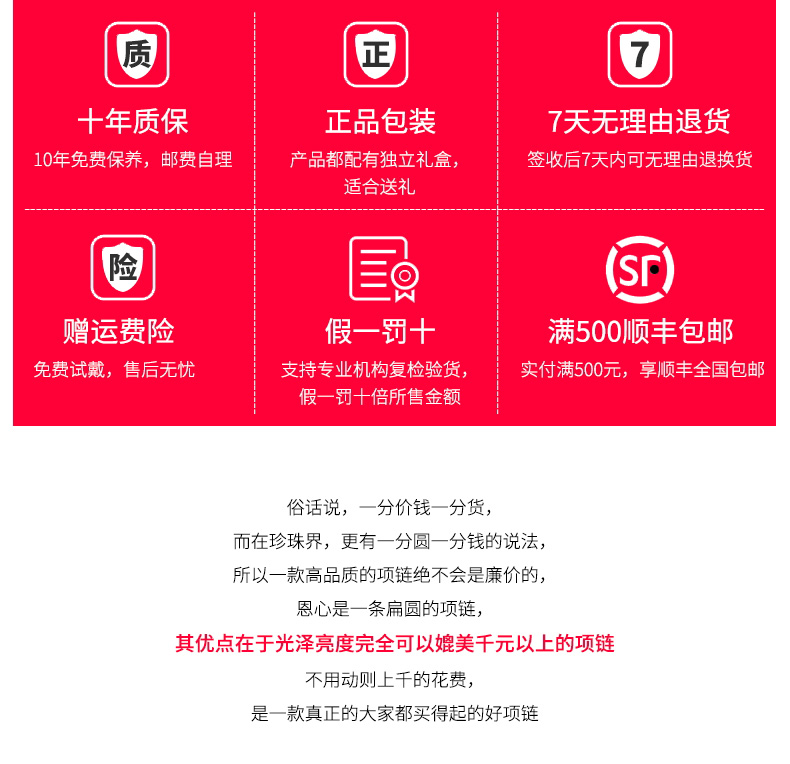 质
正
7
十年质保
正品包装
7天无理由退货
10年免费保养，邮费自理
产品都配有独立礼盒，
适合送礼
签收后7天内可无理由退换货
险
SF
赠运费险
假一罚十
满500顺丰包邮
免费试戴，售后无忧
支持专业机构复检验货，
假一罚十倍所售金额
实付满500元，享顺丰全国包邮
俗话说，一分价钱一分货，
而在珍珠界，更有一分圆一分钱的说法，
所以一款高品质的项链绝不会是廉价的，
恩心是一条扁圆的项链，
其优点在于光泽亮度完全可以媲美千元以上的项链
不用动则上千的花费，
是一款真正的大家都买得起的好项链